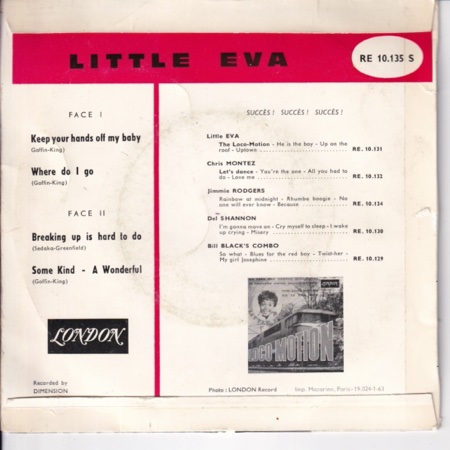 LITTLE EVA
RE 10.135 S
FACE I
Keep your hands off my baby
(Goffin-King)
Where do I go
(Goffin-King)
FACE II
Breaking up is hard to do
(Sedaka-Greenfield)
Some Kind - A Wonderful
(Goffin-King)
LONDON
Recorded by
DIMENSION
SUCCÈS ! SUCCÈS ! SUCCÈS !
Little EVA
The Loco-Motion - He is the boy - Up on the
roof - Uptown RE. 10.131
Chris MONTEZ
Let's dance - You're the one - All you had to
do - Love me RE. 10.132
Jimmie RODGERS
Rainbow at midnight - Rhumba boogie - No
one will ever know - Because RE. 10.134
Del SHANNON
I'm gonna move on - Cry myself to sleep - I wake
up crying - Misery RE. 10.130
Bill BLACK'S COMBO
So what - Blues for the red boy - Twist-her -
My girl Josephine RE. 10.129
LONDON
LOCO-MOTION
Photo : LONDON Record Imp. Mazarine, Paris - 19.024-1-63